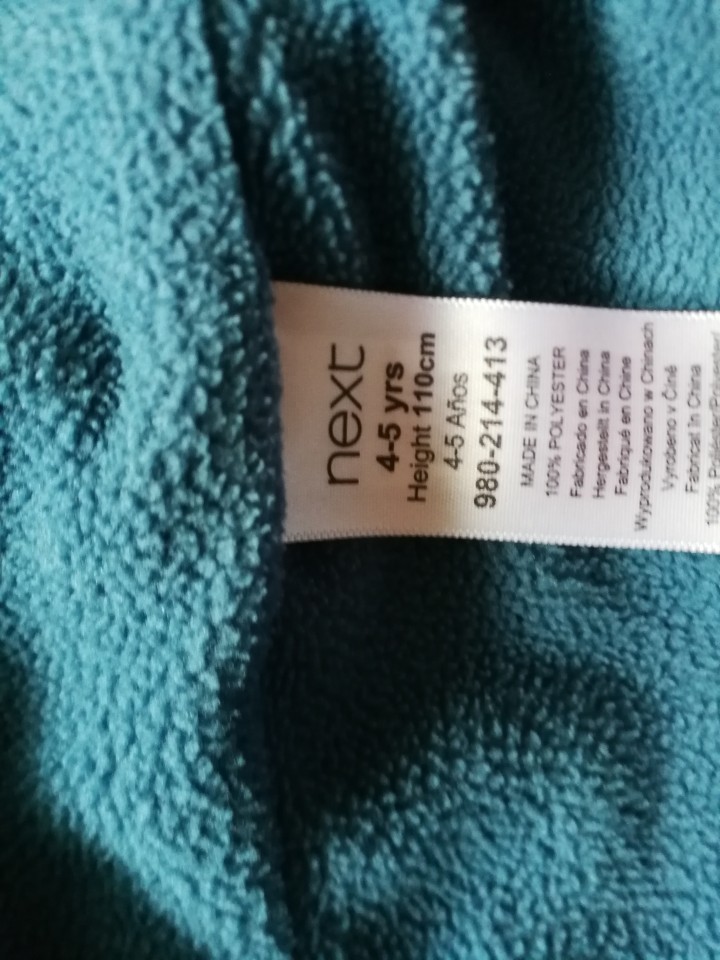 next
4-5 yrs
Height 110cm
4-5 Años
980-214-413
MADE IN CHINA
100% POLYESTER
Fabricado en China
Hergestellt in China
Fabriqué en Chine
Wyprodukowano w Chinach
Vyrobeno v Číně
Fabricat în China
100%